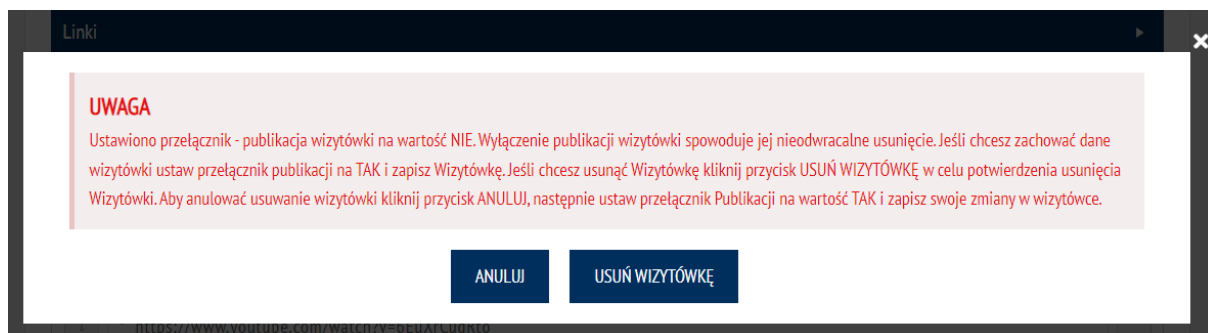 Linki
UWAGA
Ustawiono przełącznik - publikacja wizytówki na wartość NIE. Wyłączenie publikacji wizytówki spowoduje jej nieodwracalne usunięcie. Jeśli chcesz zachować dane
wizytówki ustaw przełącznik publikacji na TAK i zapisz Wizytówkę. Jeśli chcesz usunąć Wizytówkę kliknij przycisk USUŃ WIZYTÓWKĘ w celu potwierdzenia usunięcia
Wizytówki. Aby anulować usuwanie wizytówki kliknij przycisk ANULUJ, następnie ustaw przełącznik Publikacji na wartość TAK i zapisz swoje zmiany w wizytówce.
ANULUJ
USUŃ WIZYTÓWKĘ
1